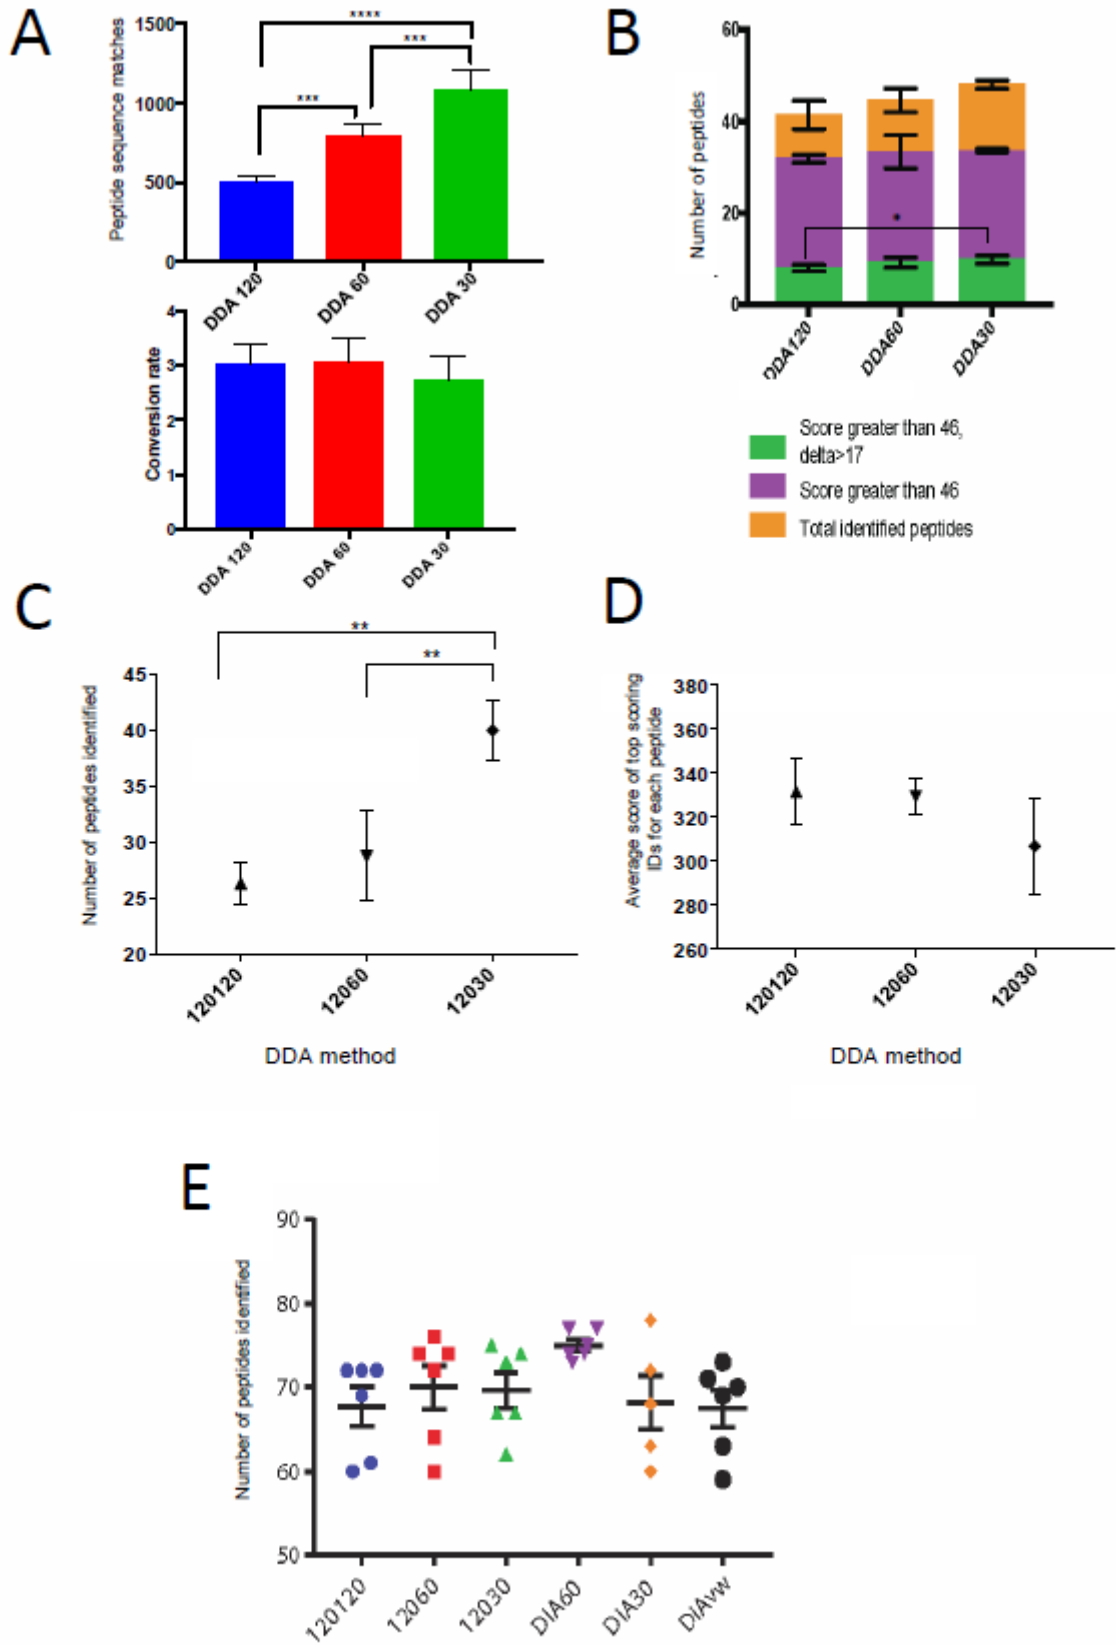 A
Peptide sequence matches
1500
1000
500
0
****
***
***
DDA 120
DDA 60
DDA 30
Conversion rate
4
3
2
1
0
DDA 120
DDA 60
DDA 30
B
Number of peptides
60
40
20
0
*
DDA120
DDA60
DDA30
Score greater than 46,
delta>17
Score greater than 46
Total identified peptides
C
Number of peptides identified
45
40
35
30
25
20
**
**
120120
12060
12030
DDA method
D
Average score of top scoring
IDs for each peptide
380
360
340
320
300
280
260
120120
12060
12030
DDA method
E
Number of peptides identified
90
80
70
60
50
120120
12060
12030
DIA60
DIA30
DIAvw